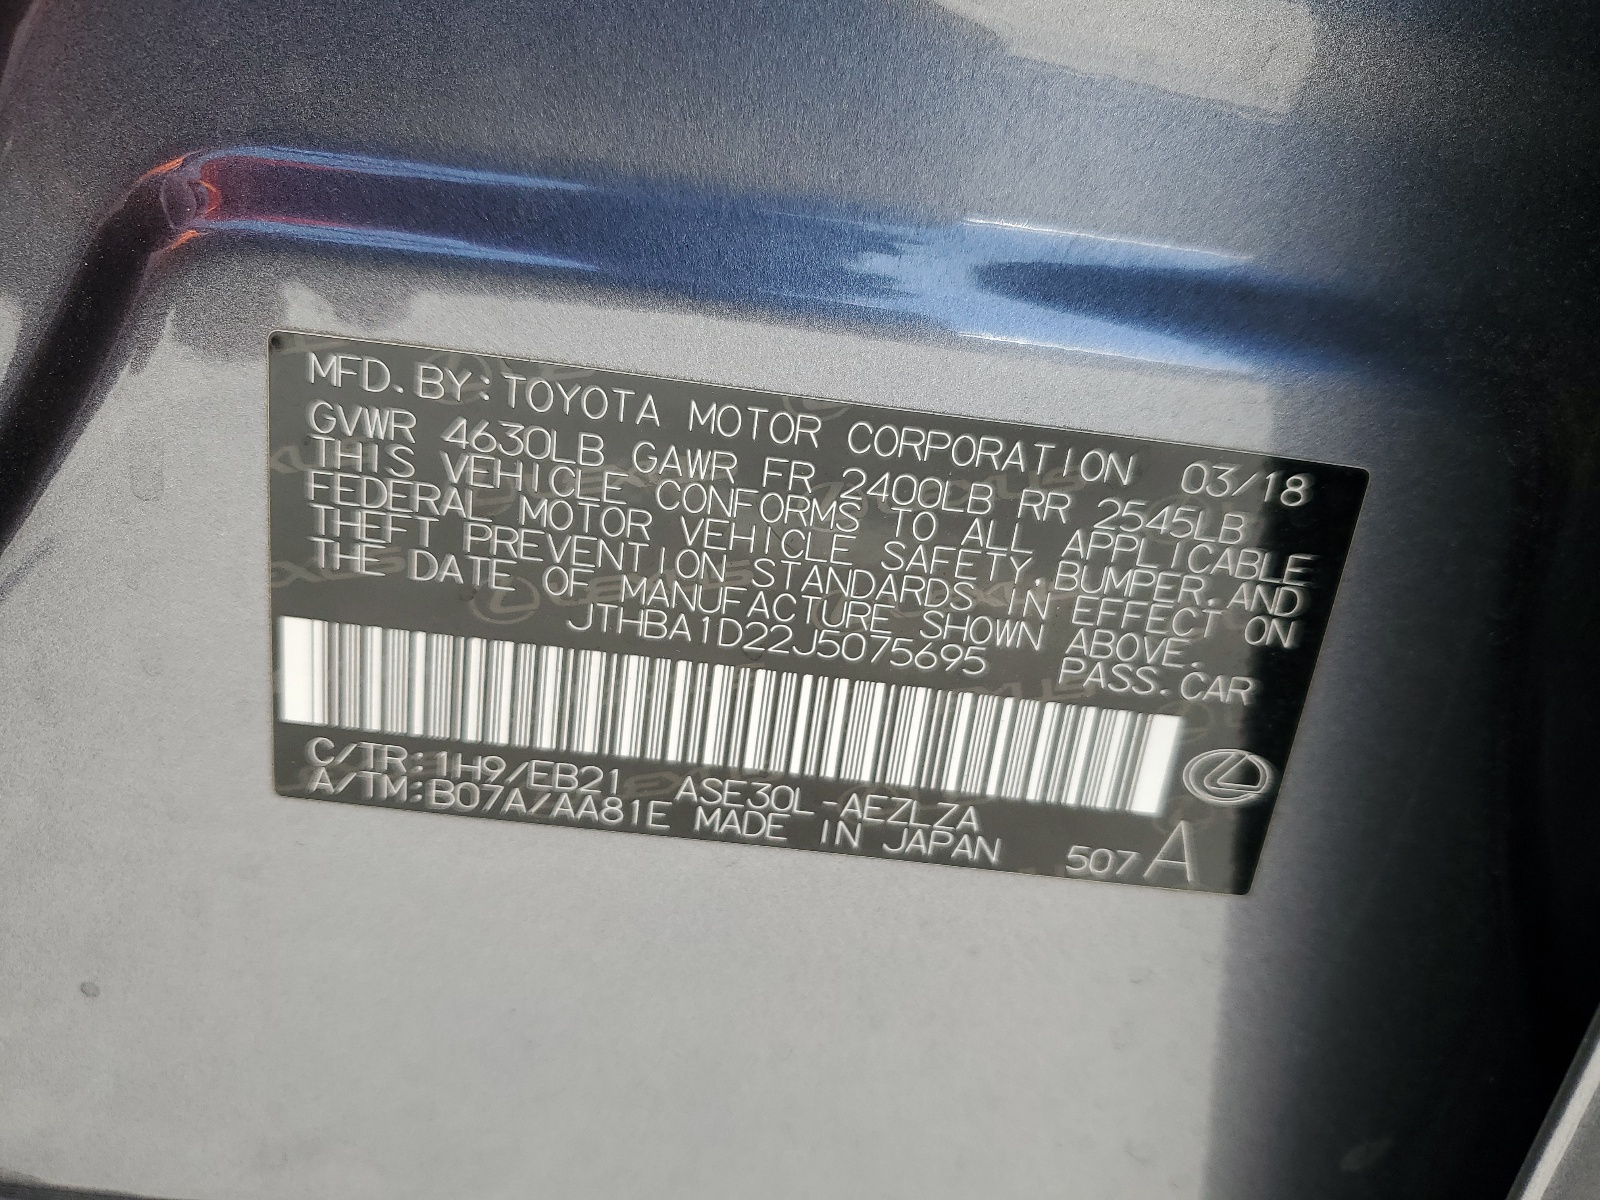 MFD. BY: TOYOTA MOTOR CORPORATION 03/18
GVWR 4630LB GAWR FR 2400LB RR 2545LB
THIS VEHICLE CONFORMS TO ALL APPLICABLE
FEDERAL MOTOR VEHICLE SAFETY, BUMPER, AND
THEFT PREVENTION STANDARDS IN EFFECT ON
THE DATE OF MANUFACTURE SHOWN ABOVE.
JTHBA1D22J5075695 PASS. CAR
C/TR: 1H9/EB21 ASE30L-AEZLZA
A/TM: B07A/AA81E MADE IN JAPAN 507 A